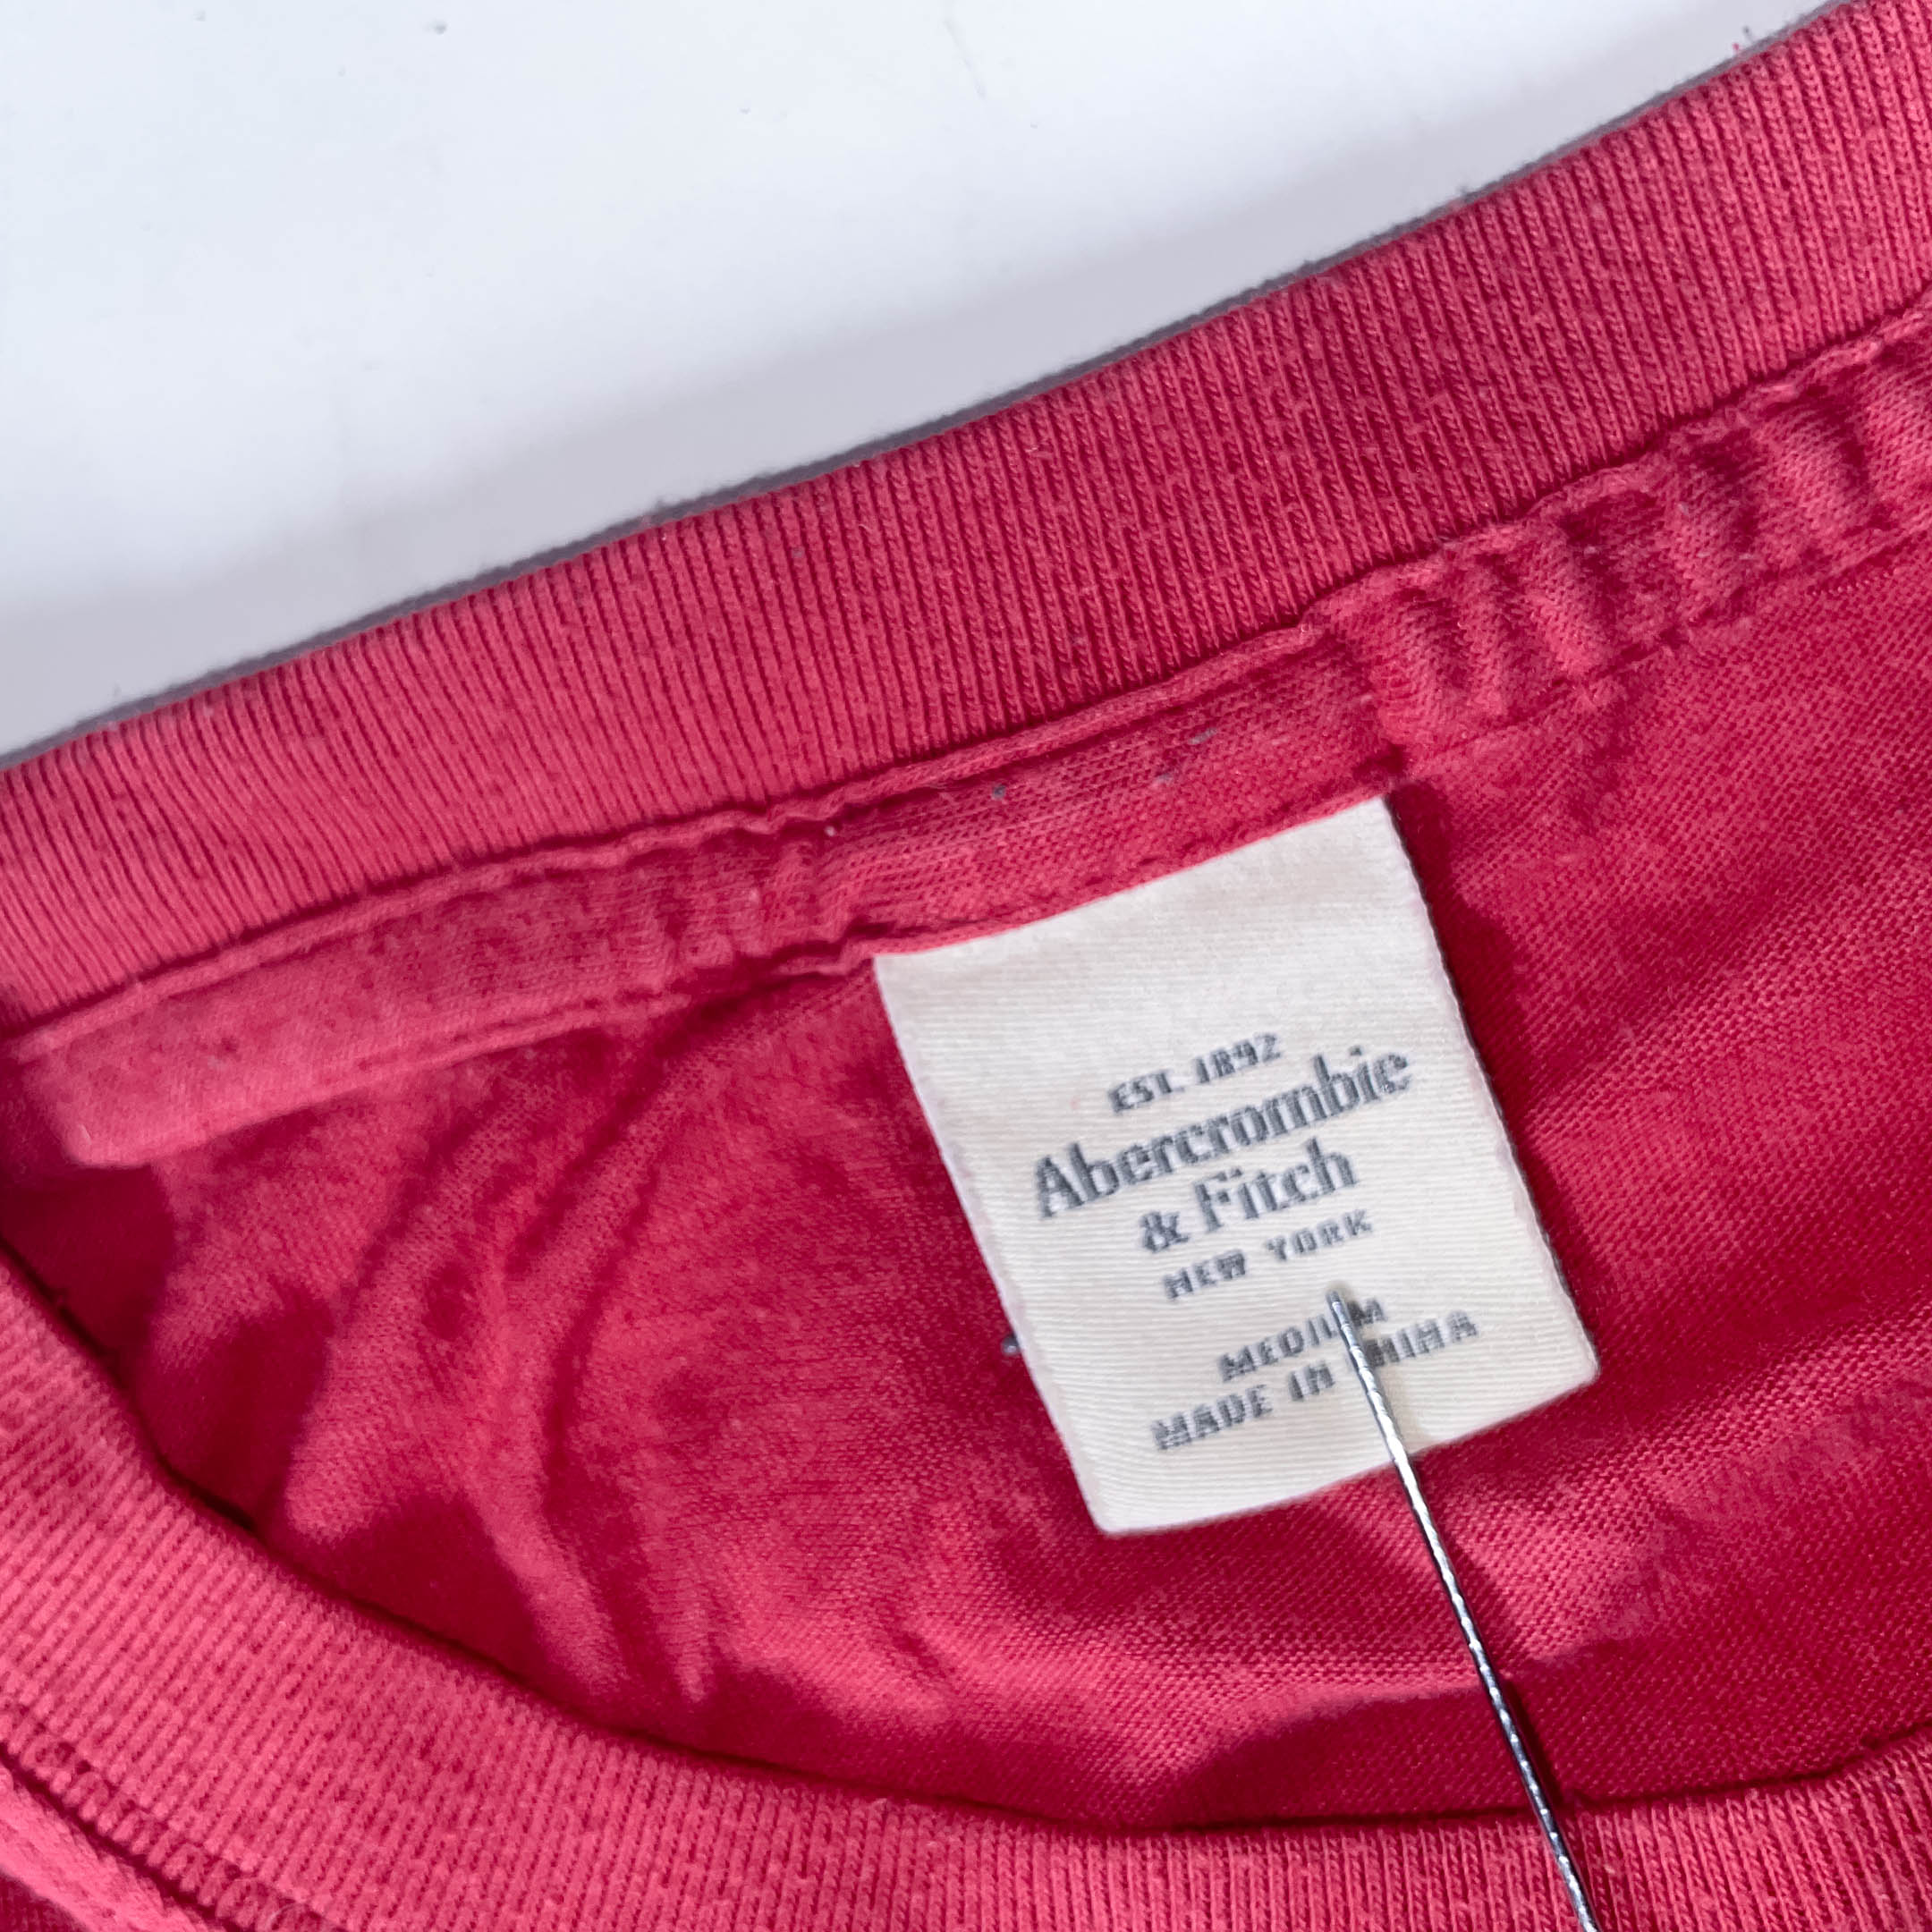 EST. 1892
Abercrombie
& Fitch
NEW YORK
MEDIUM
MADE IN CHINA